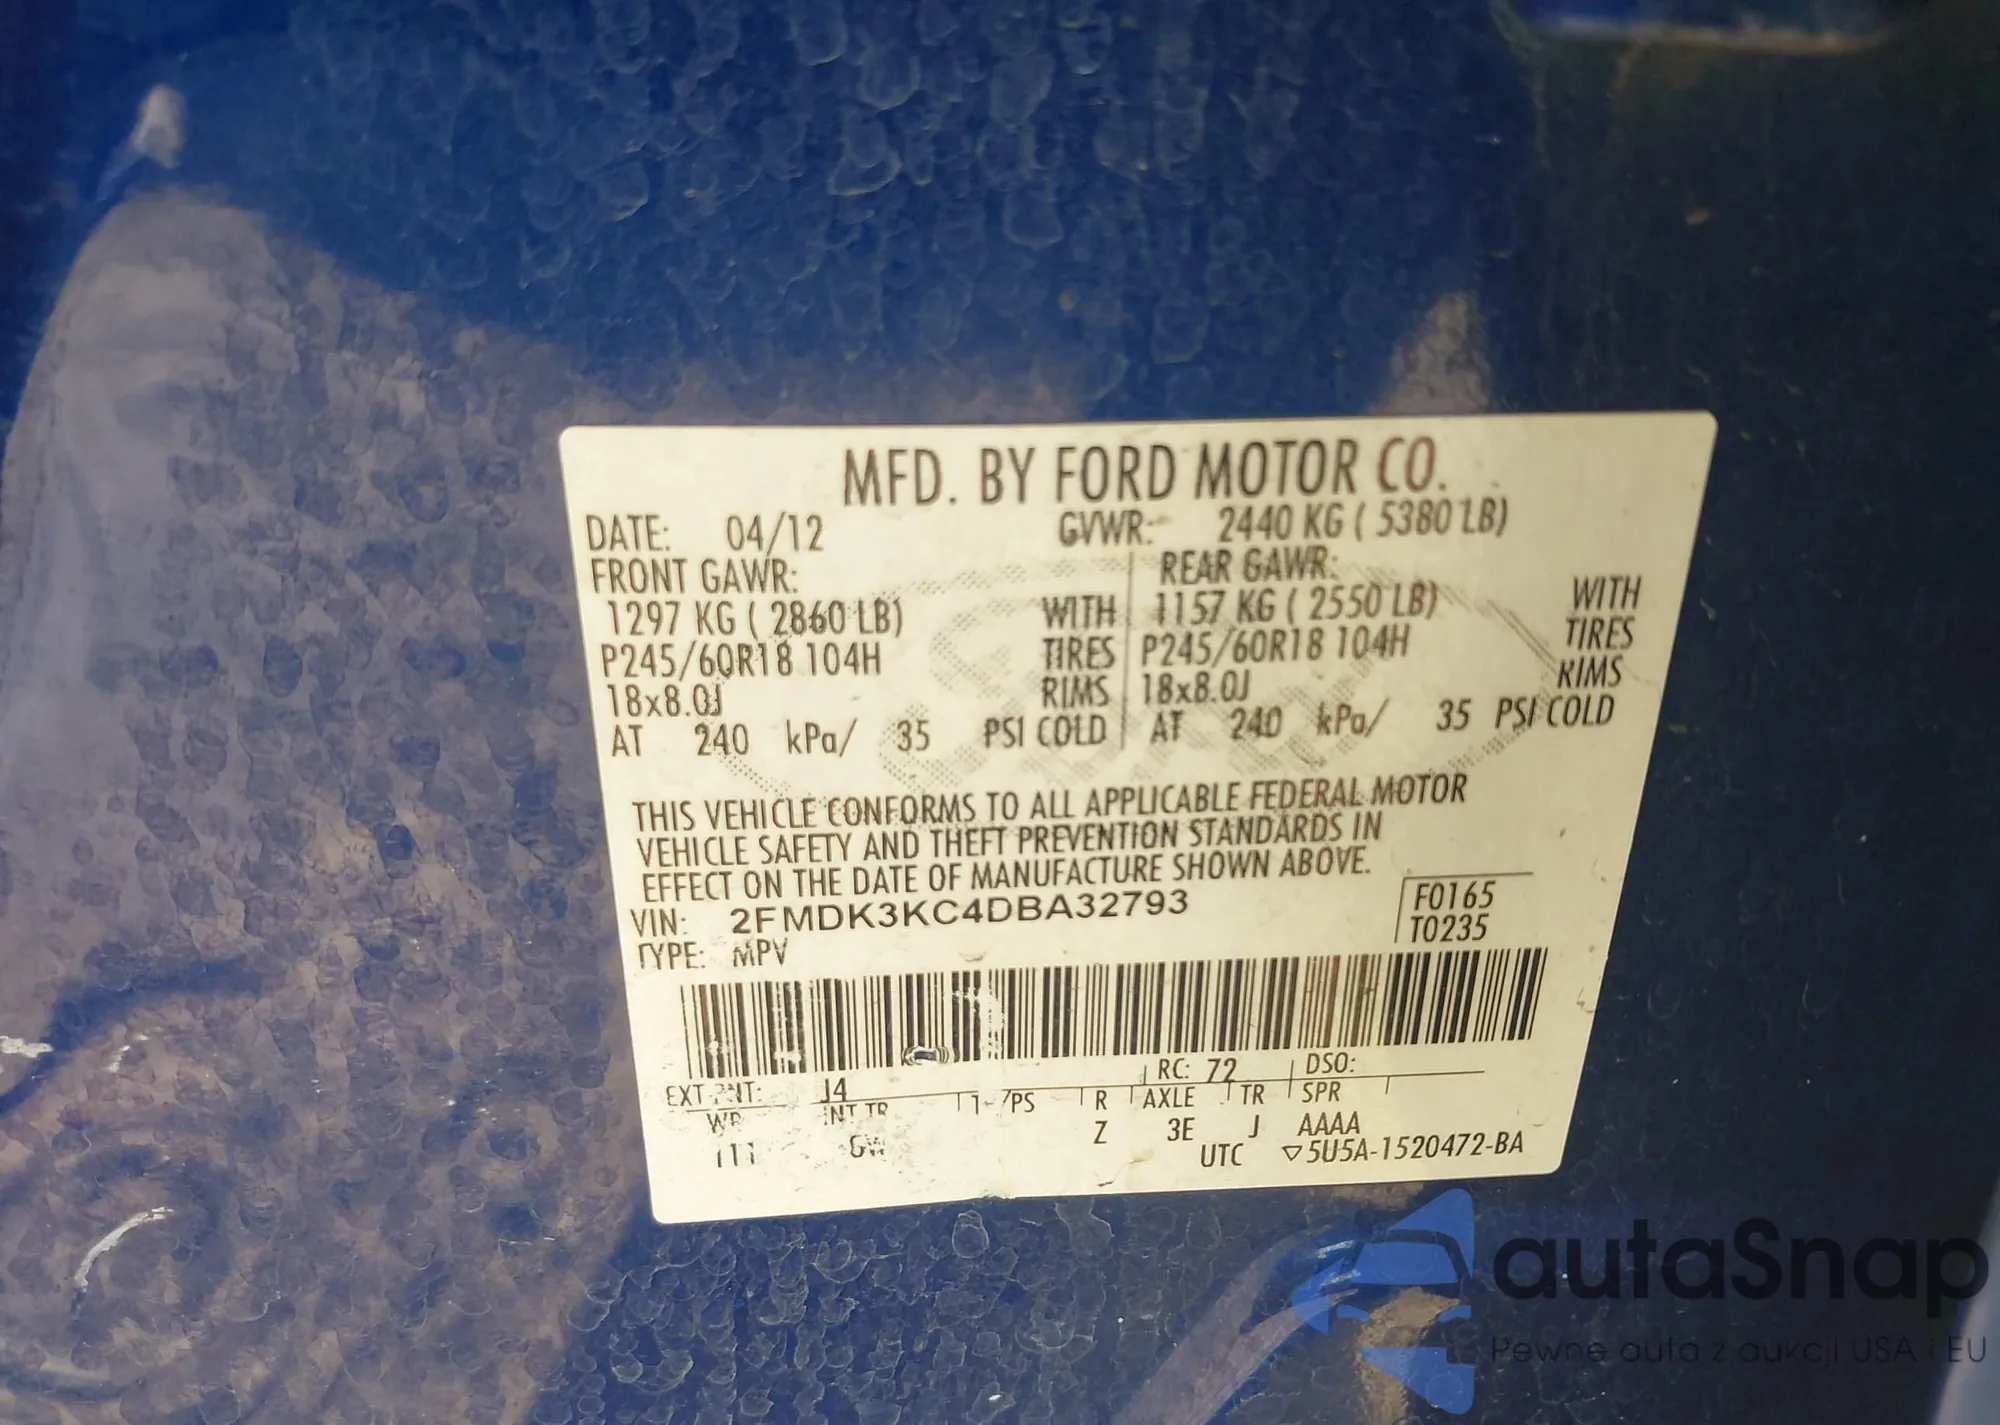 MFD. BY FORD MOTOR CO.
DATE: 04/12 GVWR: 2440 KG ( 5380 LB)
FRONT GAWR: REAR GAWR:
1297 KG ( 2860 LB) WITH 1157 KG ( 2550 LB) WITH
P245/60R18 104H TIRES P245/60R18 104H TIRES
18x8.0J RIMS 18x8.0J RIMS
AT 240 kPa/ 35 PSI COLD AT 240 kPa/ 35 PSI COLD
THIS VEHICLE CONFORMS TO ALL APPLICABLE FEDERAL MOTOR
VEHICLE SAFETY AND THEFT PREVENTION STANDARDS IN
EFFECT ON THE DATE OF MANUFACTURE SHOWN ABOVE.
VIN: 2FMDK3KC4DBA32793 F0165
TYPE: MPV T0235
EXT PNT: J4 RC: 72 DSO:
WB INT TR PS R AXLE TR SPR
GW Z 3E J AAAA
UTC ▽5U5A-1520472-BA
autaSnap
Pewne auta z aukcji USA i EU